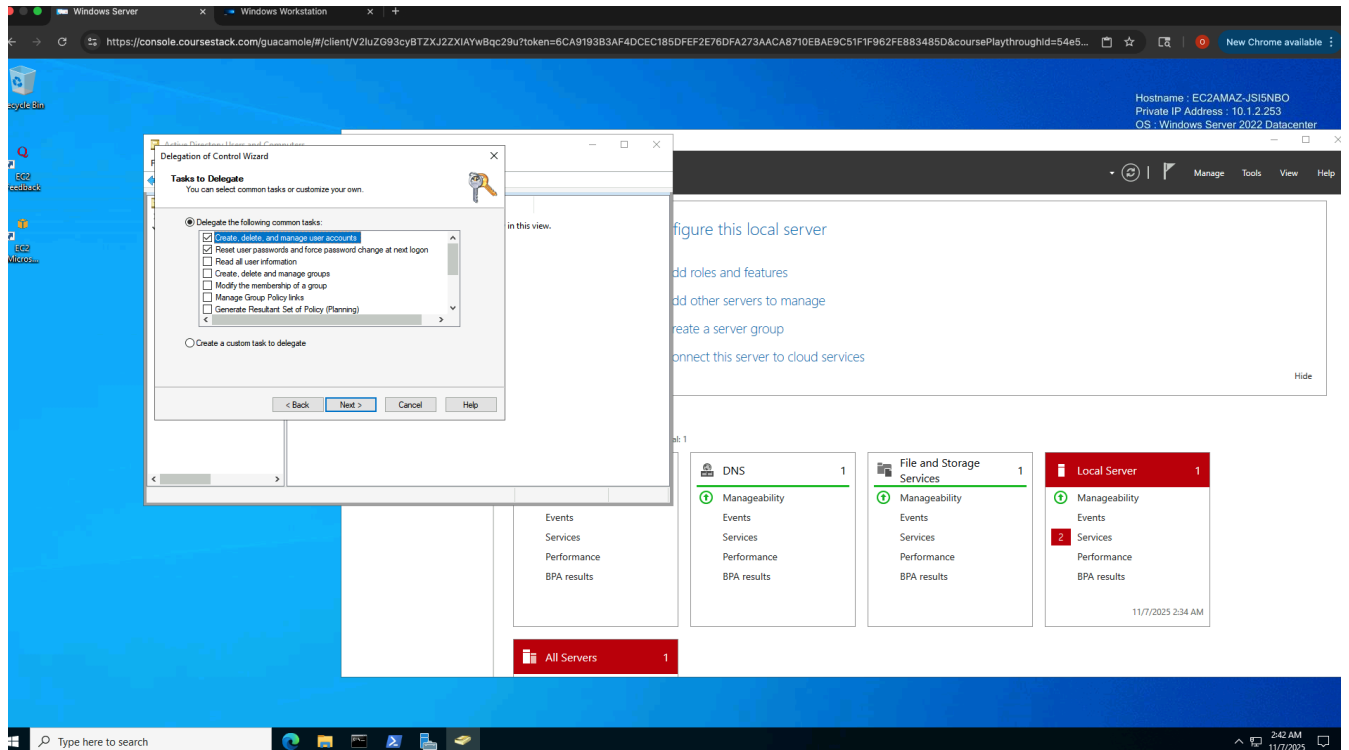 Windows Server
Windows Workstation
https://console.coursestack.com/guacamole/#/client/V2luZG93cyBTZXJ2ZXIAYwBqc29u?token=6CA9193B3AF4DCEC185DFEF2E76DFA273AACA8710EBAE9C51F1F962FE883485D&coursePlaythroughId=54e5...
New Chrome available
Hostname : EC2AMAZ-JSI5NBO
Private IP Address : 10.1.2.253
OS : Windows Server 2022 Datacenter
ecycle Bin
EC2
eedback
EC2
Micros...
Active Directory Users and Computers
Delegation of Control Wizard
Tasks to Delegate
You can select common tasks or customize your own.
Delegate the following common tasks:
Create, delete, and manage user accounts
Reset user passwords and force password change at next logon
Read all user information
Create, delete and manage groups
Modify the membership of a group
Manage Group Policy links
Generate Resultant Set of Policy (Planning)
Create a custom task to delegate
< Back
Next >
Cancel
Help
in this view.
Manage
Tools
View
Help
figure this local server
dd roles and features
dd other servers to manage
reate a server group
onnect this server to cloud services
Hide
al: 1
Events
Services
Performance
BPA results
DNS 1
Manageability
Events
Services
Performance
BPA results
File and Storage
Services 1
Manageability
Events
Services
Performance
BPA results
Local Server 1
Manageability
Events
2 Services
Performance
BPA results
11/7/2025 2:34 AM
All Servers 1
Type here to search
2:42 AM
11/7/2025